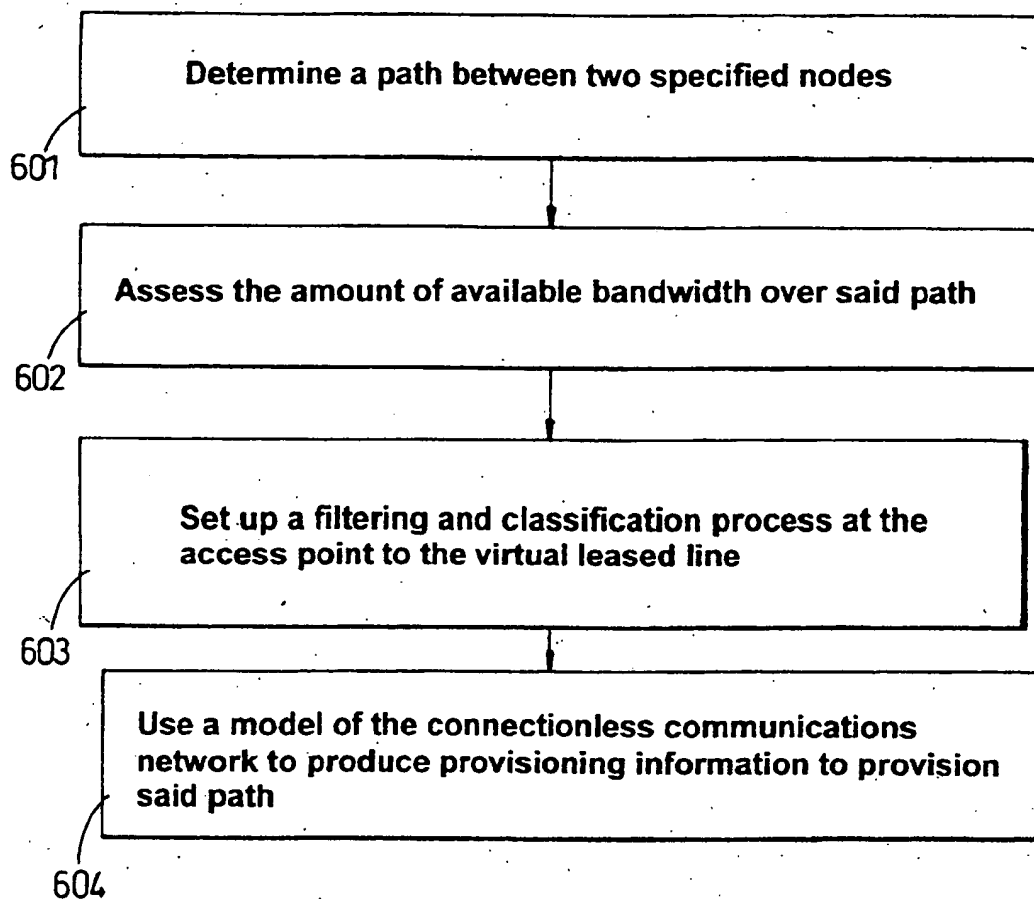 Determine a path between two specified nodes
601
Assess the amount of available bandwidth over said path
602
Set up a filtering and classification process at the
access point to the virtual leased line
603
Use a model of the connectionless communications
network to produce provisioning information to provision
said path
604